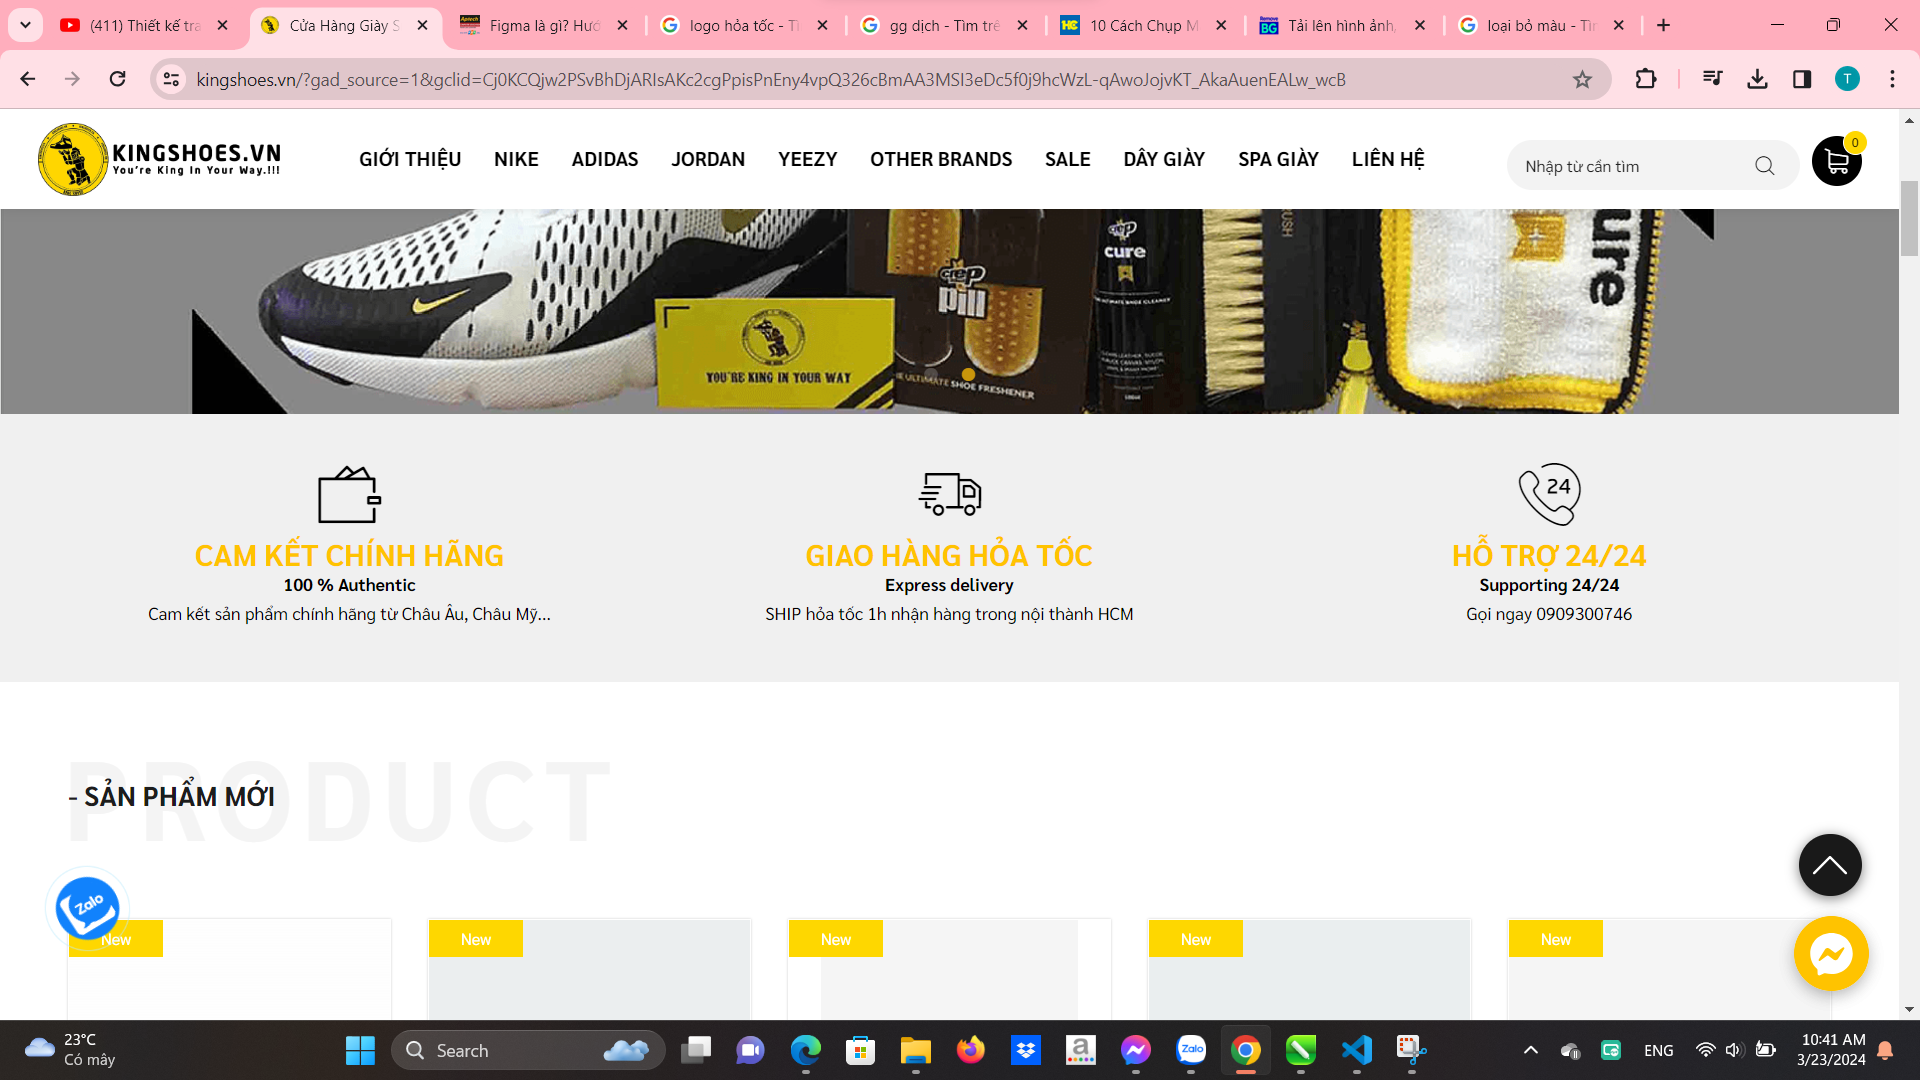 (411) Thiết kế tra
Cửa Hàng Giày S
Figma là gì? Hướ
logo hỏa tốc - Tì
gg dịch - Tìm trê
10 Cách Chụp M
Tải lên hình ảnh,
loại bỏ màu - Tìm
kingshoes.vn/?gad_source=1&gclid=Cj0KCQjw2PSvBhDjARIsAKc2cgPpisPnEny4vpQ326cBmAA3MSI3eDc5f0j9hcWzL-qAwoJojvKT_AkaAuenEALw_wcB
T
KINGSHOES.VN
You're King In Your Way.!!!
GIỚI THIỆU
NIKE
ADIDAS
JORDAN
YEEZY
OTHER BRANDS
SALE
DÂY GIÀY
SPA GIÀY
LIÊN HỆ
Nhập từ cần tìm
0
crep
pill
THE ULTIMATE SHOE FRESHENER
YOU'RE KING IN YOUR WAY
crep
cure
cure
CAM KẾT CHÍNH HÃNG
100 % Authentic
Cam kết sản phẩm chính hãng từ Châu Âu, Châu Mỹ...
GIAO HÀNG HỎA TỐC
Express delivery
SHIP hỏa tốc 1h nhận hàng trong nội thành HCM
24
HỖ TRỢ 24/24
Supporting 24/24
Gọi ngay 0909300746
PRODUCT
- SẢN PHẨM MỚI
Zalo
New
New
New
New
New
23°C
Có mây
Search
Zalo
ENG
10:41 AM
3/23/2024